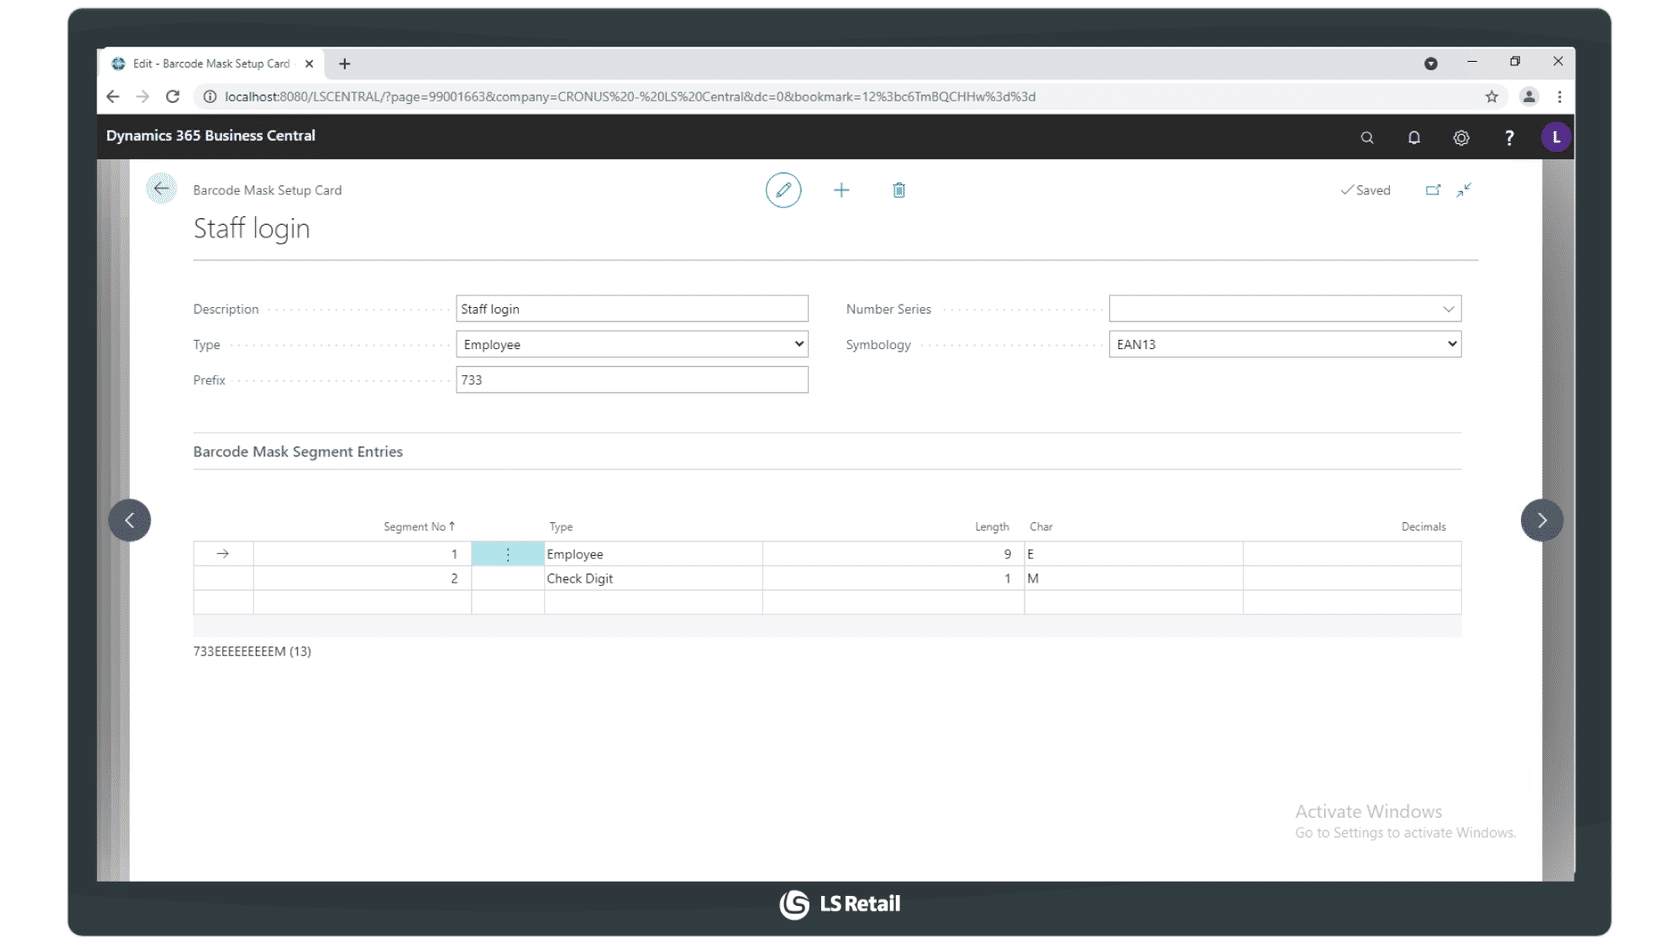 Edit - Barcode Mask Setup Card
localhost:8080/LSCENTRAL/?page=99001663&company=CRONUS%20-%20LS%20Central&dc=0&bookmark=12%3bc6TmBQCHHw%3d%3d
Dynamics 365 Business Central
? L
Barcode Mask Setup Card
Saved
Staff login
Description Staff login
Number Series
Type Employee
Symbology EAN13
Prefix 733
Barcode Mask Segment Entries
Segment No ↑ Type Length Char Decimals
→ 1 ⋮ Employee 9 E
2 Check Digit 1 M
733EEEEEEEEEM (13)
Activate Windows
Go to Settings to activate Windows.
LS Retail